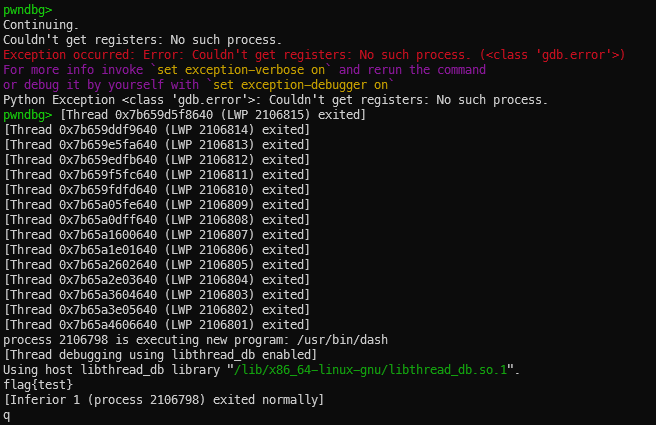 pwndbg>
Continuing.
Couldn't get registers: No such process.
Exception occurred: Error: Couldn't get registers: No such process. (<class 'gdb.error'>)
For more info invoke `set exception-verbose on` and rerun the command
or debug it by yourself with `set exception-debugger on`
Python Exception <class 'gdb.error'>: Couldn't get registers: No such process.
pwndbg> [Thread 0x7b659d5f8640 (LWP 2106815) exited]
[Thread 0x7b659ddf9640 (LWP 2106814) exited]
[Thread 0x7b659e5fa640 (LWP 2106813) exited]
[Thread 0x7b659edfb640 (LWP 2106812) exited]
[Thread 0x7b659f5fc640 (LWP 2106811) exited]
[Thread 0x7b659fdfd640 (LWP 2106810) exited]
[Thread 0x7b65a05fe640 (LWP 2106809) exited]
[Thread 0x7b65a0dff640 (LWP 2106808) exited]
[Thread 0x7b65a1600640 (LWP 2106807) exited]
[Thread 0x7b65a1e01640 (LWP 2106806) exited]
[Thread 0x7b65a2602640 (LWP 2106805) exited]
[Thread 0x7b65a2e03640 (LWP 2106804) exited]
[Thread 0x7b65a3604640 (LWP 2106803) exited]
[Thread 0x7b65a3e05640 (LWP 2106802) exited]
[Thread 0x7b65a4606640 (LWP 2106801) exited]
process 2106798 is executing new program: /usr/bin/dash
[Thread debugging using libthread_db enabled]
Using host libthread_db library "/lib/x86_64-linux-gnu/libthread_db.so.1".
flag{test}
[Inferior 1 (process 2106798) exited normally]
q